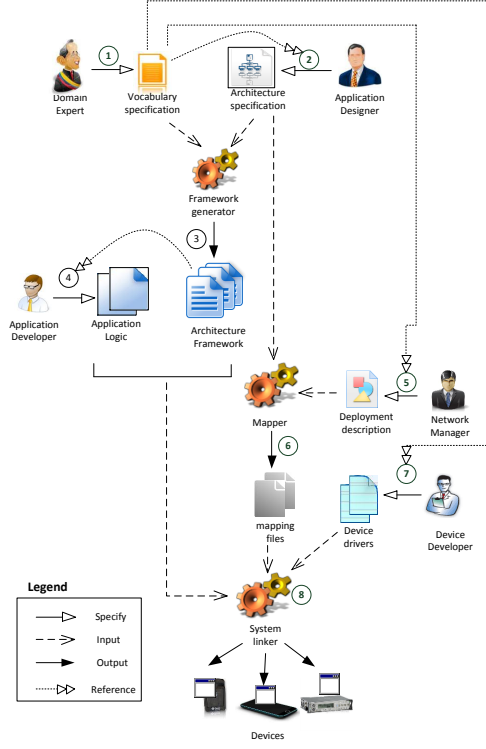 1
2
Domain
Expert
Vocabulary
specification
Architecture
specification
Application
Designer
Framework
generator
3
4
Application
Developer
Application
Logic
Architecture
Framework
5
Mapper
Deployment
description
Network
Manager
6
7
mapping
files
Device
drivers
Device
Developer
8
System
linker
Legend
Specify
Input
Output
Reference
Devices